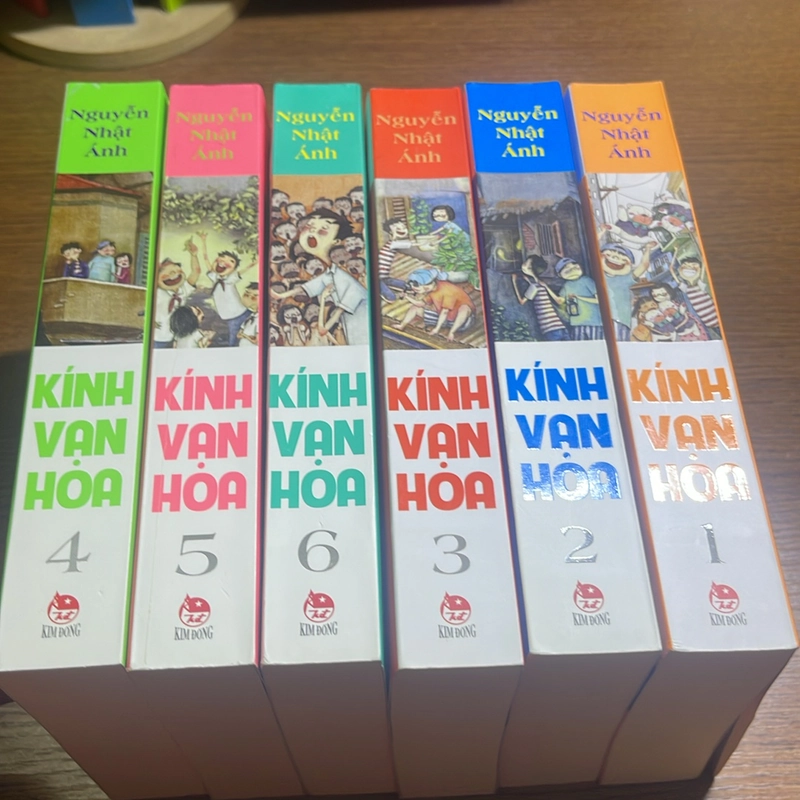 Nguyễn
Nhật
Ánh
KÍNH
VẠN
HOA
4
KIM ĐỒNG
Nguyễn
Nhật
Ánh
KÍNH
VẠN
HOA
5
KIM ĐỒNG
Nguyễn
Nhật
Ánh
KÍNH
VẠN
HOA
6
KIM ĐỒNG
Nguyễn
Nhật
Ánh
KÍNH
VẠN
HOA
3
KIM ĐỒNG
Nguyễn
Nhật
Ánh
KÍNH
VẠN
HOA
2
KIM ĐỒNG
Nguyễn
Nhật
Ánh
KÍNH
VẠN
HOA
1
KIM ĐỒNG